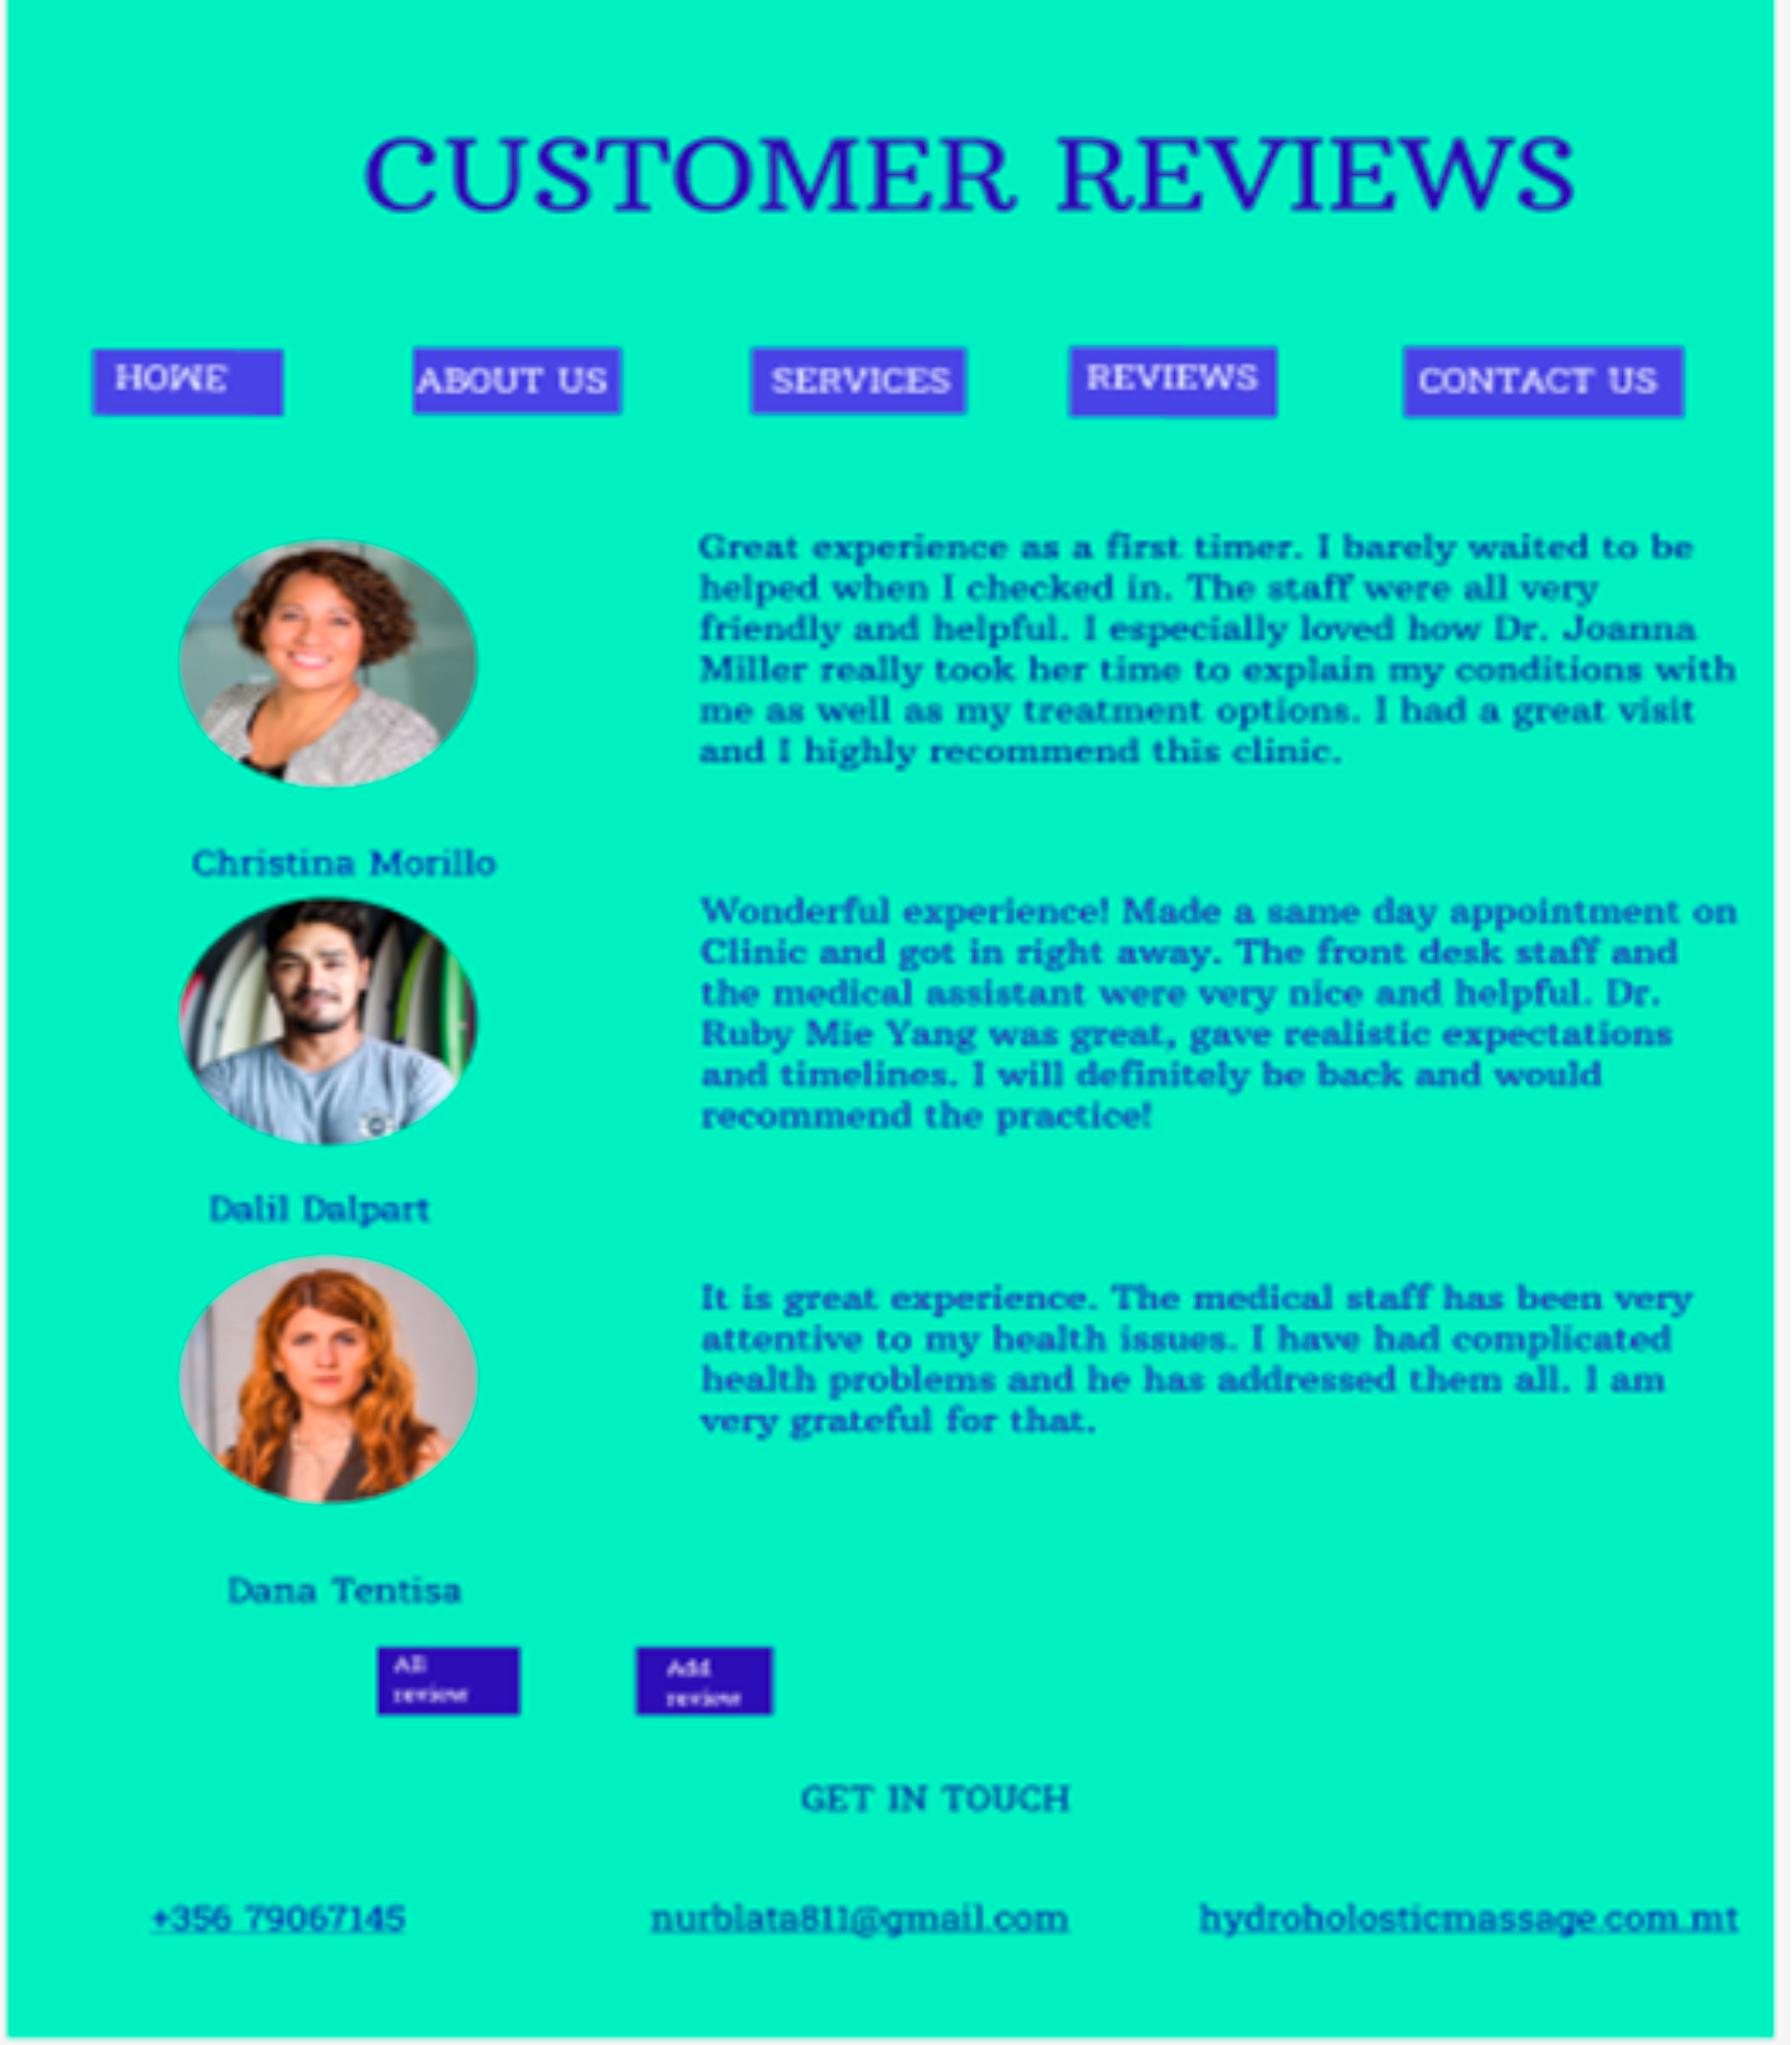 CUSTOMER REVIEWS
HOME
ABOUT US
SERVICES
REVIEWS
CONTACT US
Great experience as a first timer. I barely waited to be
helped when I checked in. The staff were all very
friendly and helpful. I especially loved how Dr. Joanna
Miller really took her time to explain my conditions with
me as well as my treatment options. I had a great visit
and I highly recommend this clinic.
Christina Morillo
Wonderful experience! Made a same day appointment on
Clinic and got in right away. The front desk staff and
the medical assistant were very nice and helpful. Dr.
Ruby Mie Yang was great, gave realistic expectations
and timelines. I will definitely be back and would
recommend the practice!
Dalil Dalpart
It is great experience. The medical staff has been very
attentive to my health issues. I have had complicated
health problems and he has addressed them all. I am
very grateful for that.
Dana Tentisa
All
review
Add
review
GET IN TOUCH
+356 79067145
nurblata811@gmail.com
hydroholosticmassage.com.mt